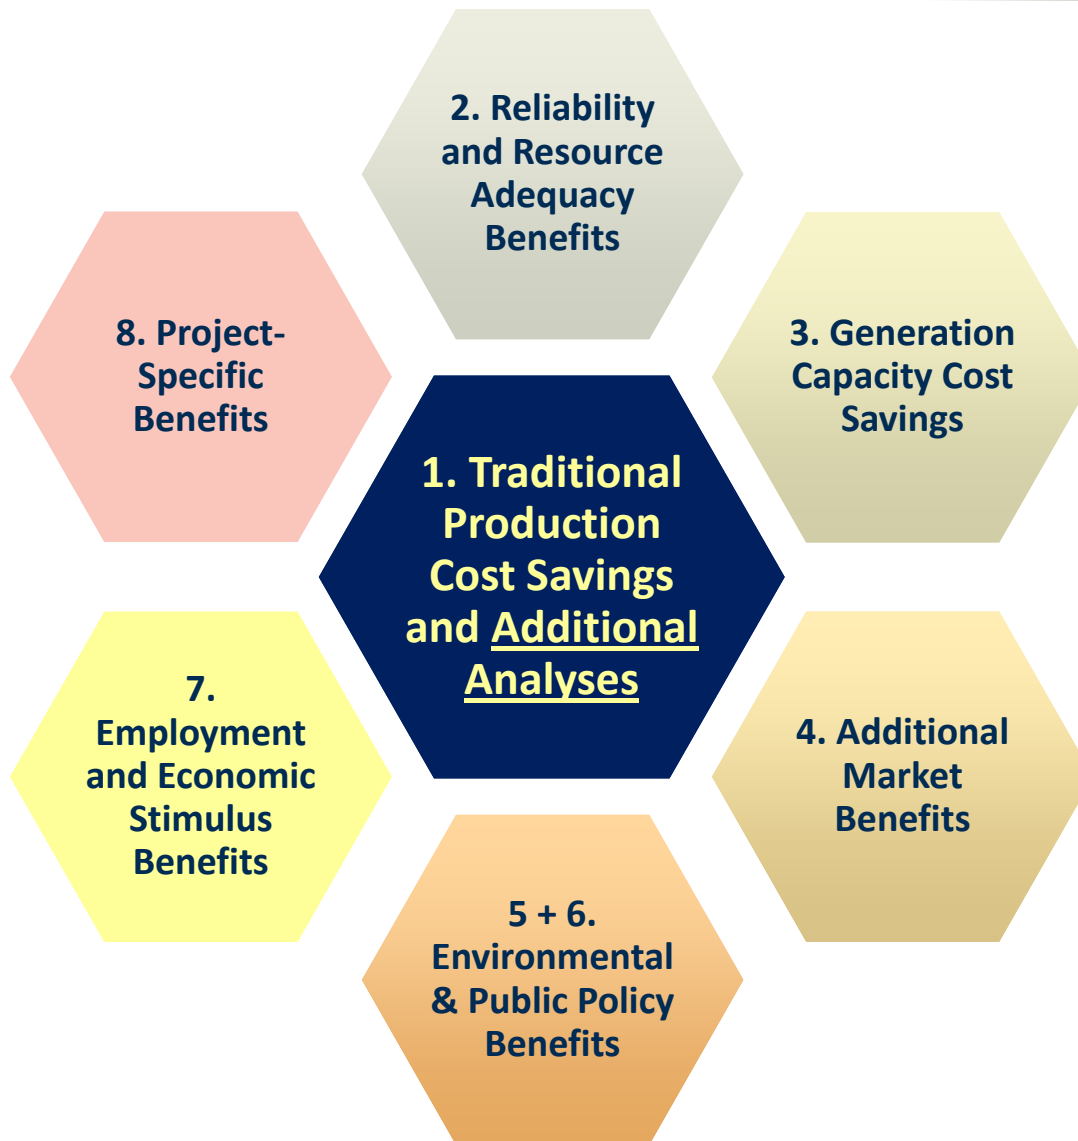 2. Reliability
and Resource
Adequacy
Benefits
3. Generation
Capacity Cost
Savings
8. Project-
Specific
Benefits
1. Traditional
Production
Cost Savings
and Additional
Analyses
4. Additional
Market
Benefits
7.
Employment
and Economic
Stimulus
Benefits
5 + 6.
Environmental
& Public Policy
Benefits